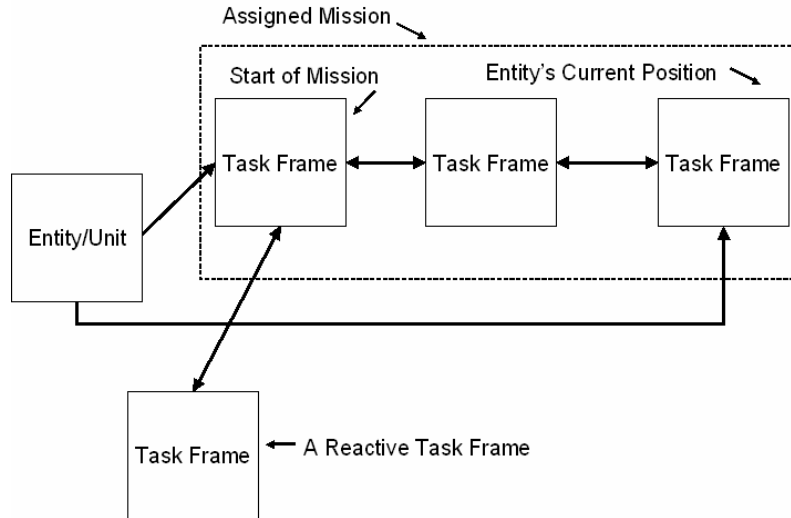 Assigned Mission
Start of Mission
Entity's Current Position
Task Frame
Task Frame
Task Frame
Entity/Unit
Task Frame
A Reactive Task Frame